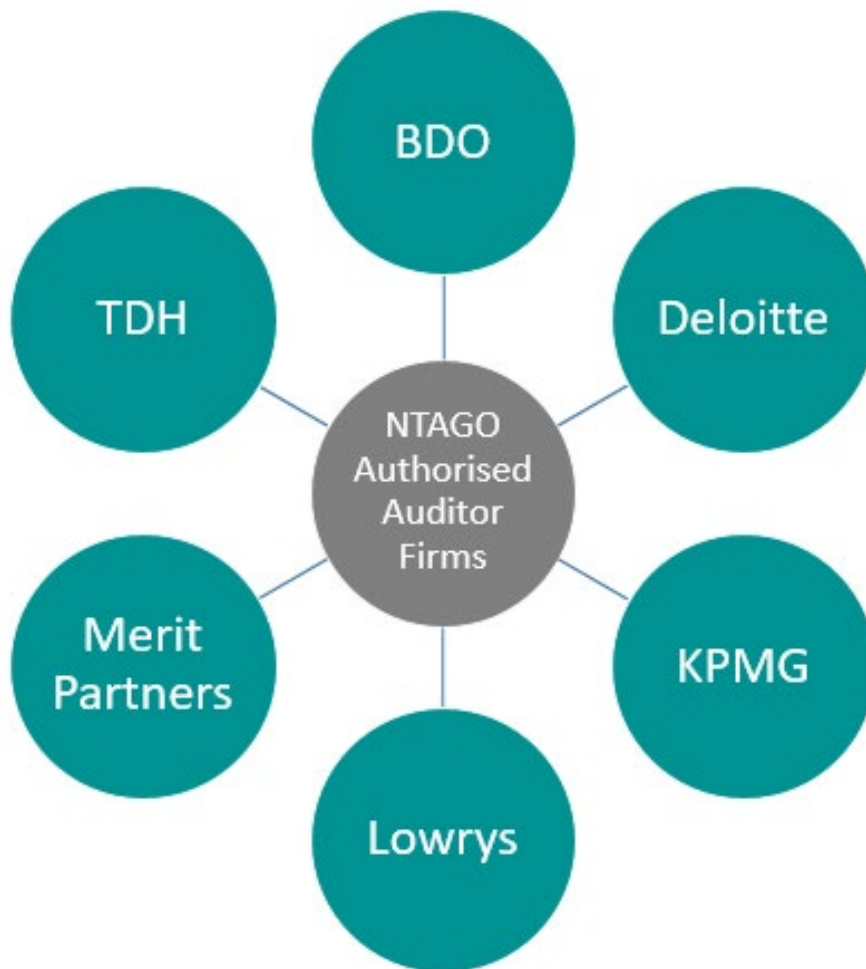 BDO
TDH
Deloitte
NTAGO
Authorised
Auditor
Firms
Merit
Partners
KPMG
Lowrys